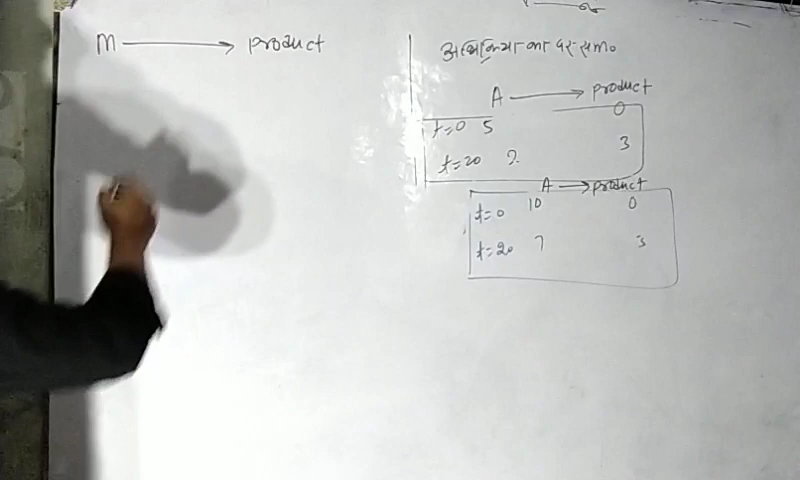 M ⟶ product
A ⟶ product
t=0 5 0
t=20 2 3
A ⟶ product
t=0 10 0
t=20 7 3